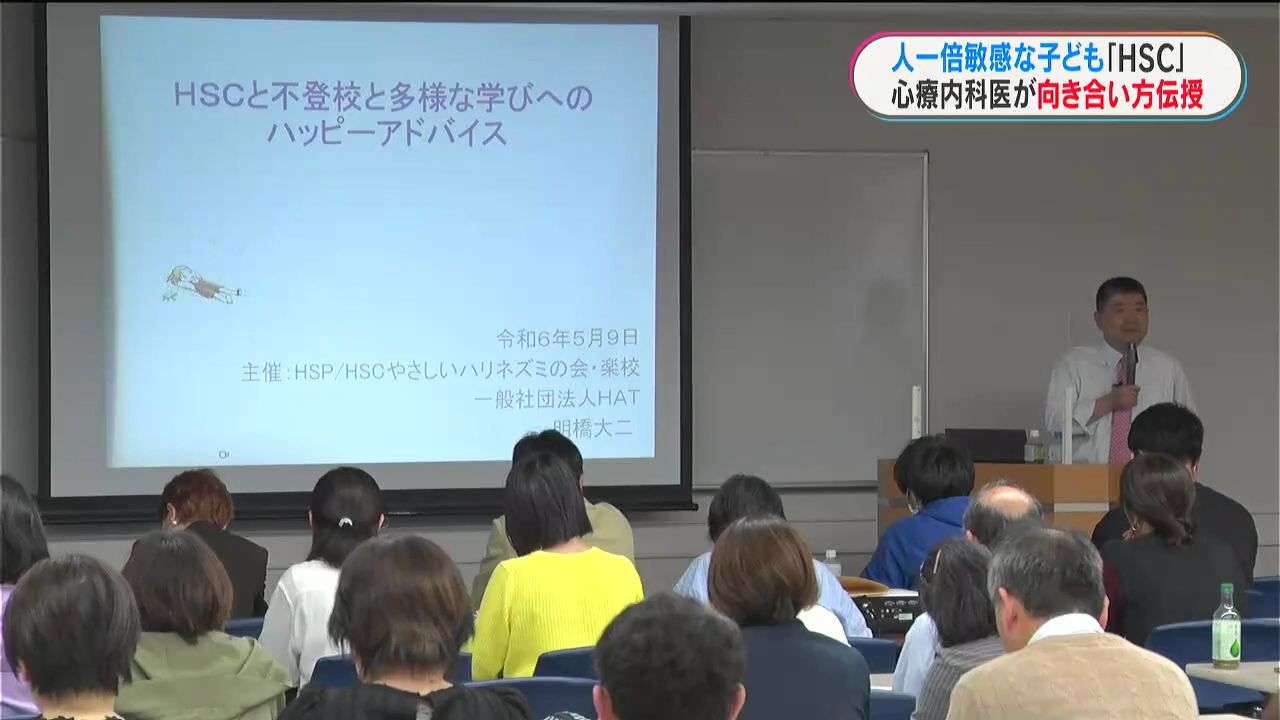 人一倍敏感な子ども「HSC」
心療内科医が向き合い方伝授
HSCと不登校と多様な学びへの
ハッピーアドバイス
令和6年5月9日
主催:HSP/HSCやさしいハリネズミの会・楽校
一般社団法人HAT
明橋大二